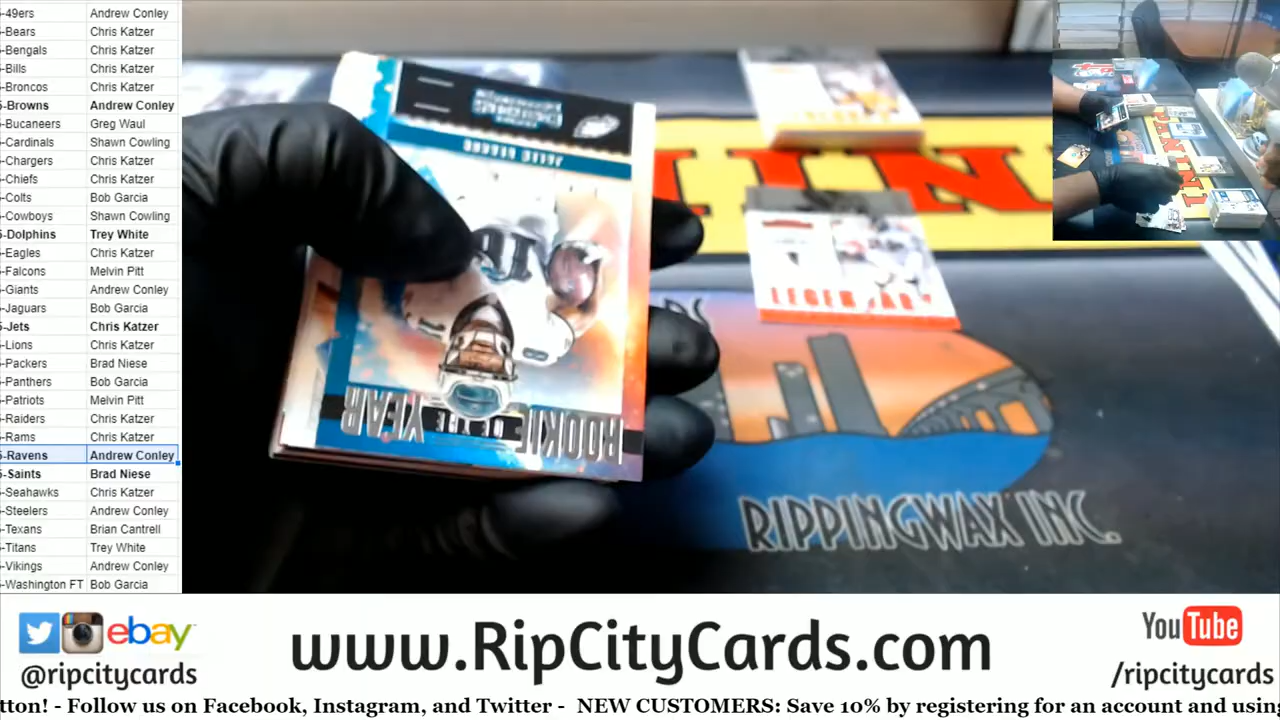 -49ers Andrew Conley
-Bears Chris Katzer
-Bengals Chris Katzer
-Bills Chris Katzer
-Broncos Chris Katzer
-Browns Andrew Conley
-Bucaneers Greg Waul
-Cardinals Shawn Cowling
-Chargers Chris Katzer
-Chiefs Chris Katzer
-Colts Bob Garcia
-Cowboys Shawn Cowling
-Dolphins Trey White
-Eagles Chris Katzer
-Falcons Melvin Pitt
-Giants Andrew Conley
-Jaguars Bob Garcia
-Jets Chris Katzer
-Lions Chris Katzer
-Packers Brad Niese
-Panthers Bob Garcia
-Patriots Melvin Pitt
-Raiders Chris Katzer
-Rams Chris Katzer
-Ravens Andrew Conley
-Saints Brad Niese
-Seahawks Chris Katzer
-Steelers Andrew Conley
-Texans Brian Cantrell
-Titans Trey White
-Vikings Andrew Conley
-Washington FT Bob Garcia
ROOKIE
OF THE
YEAR
RIPPINGWAX INC.
PANINI
ebay
@ripcitycards
www.RipCityCards.com
YouTube
/ripcitycards
tton! - Follow us on Facebook, Instagram, and Twitter - NEW CUSTOMERS: Save 10% by registering for an account and using